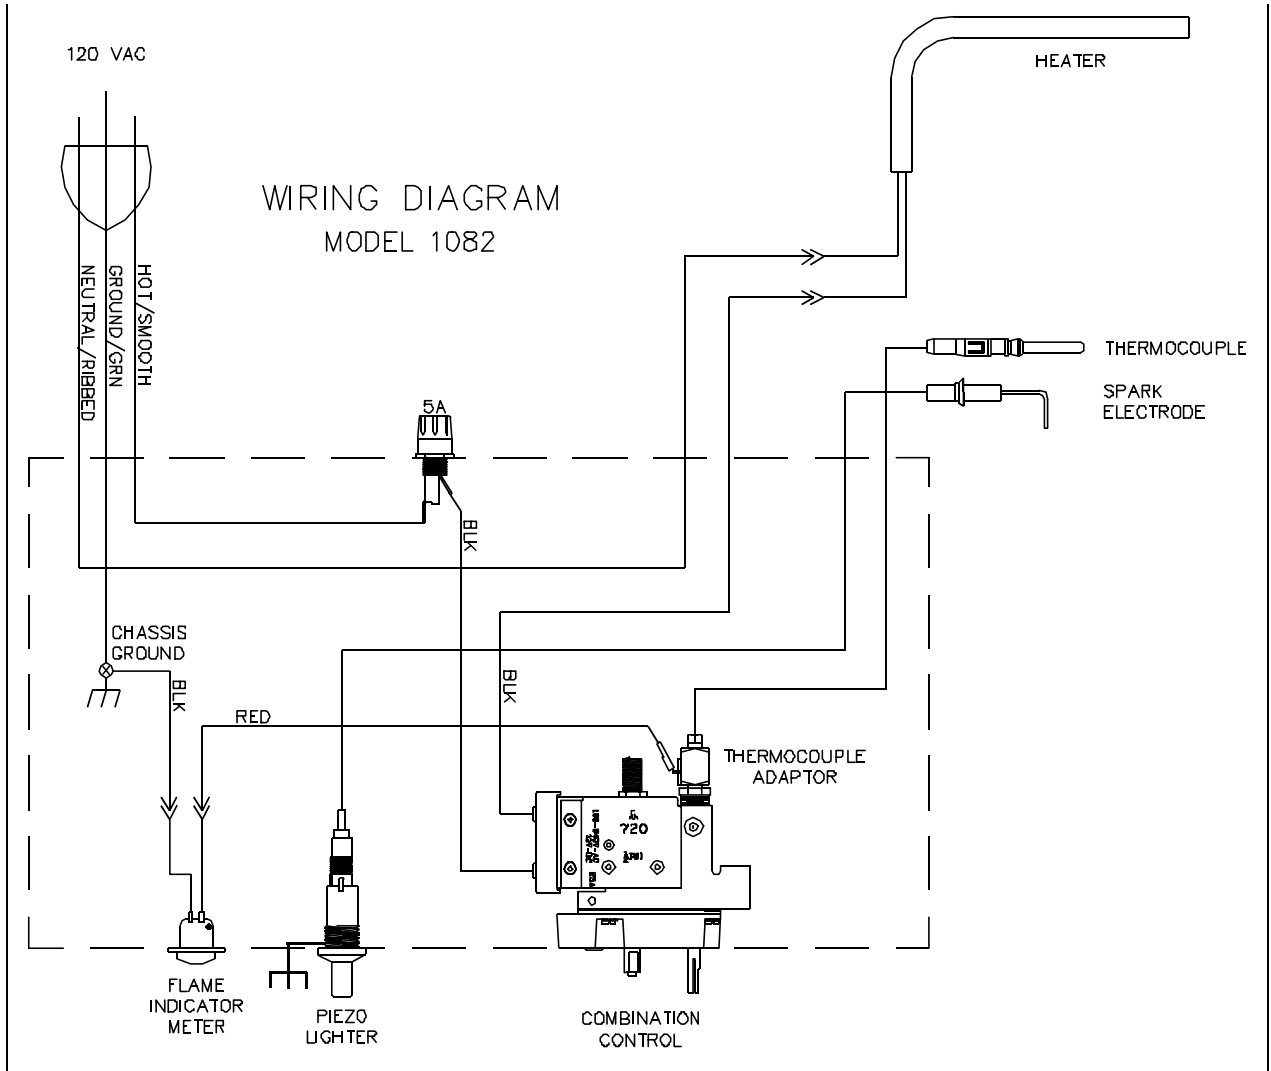 120 VAC
HEATER
WIRING DIAGRAM
MODEL 1082
NEUTRAL/RIBBED
GROUND/GRN
HOT/SMOOTH
THERMOCOUPLE
SPARK
ELECTRODE
5A
BLK
CHASSIS
GROUND
BLK
BLK
RED
THERMOCOUPLE
ADAPTOR
720
FLAME
INDICATOR
METER
PIEZO
LIGHTER
COMBINATION
CONTROL